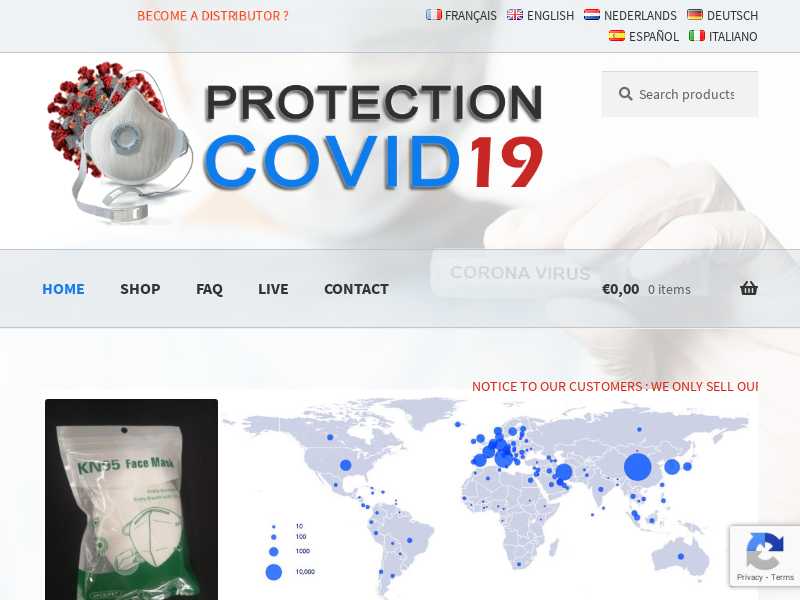 BECOME A DISTRIBUTOR ?
FRANÇAIS ENGLISH NEDERLANDS DEUTSCH
ESPAÑOL ITALIANO
PROTECTION
COVID19
Search products
CORONA VIRUS
HOME SHOP FAQ LIVE CONTACT
€0,00 0 items
NOTICE TO OUR CUSTOMERS : WE ONLY SELL OUR
KN95 Face Mask
10
100
1000
10,000
Privacy - Terms